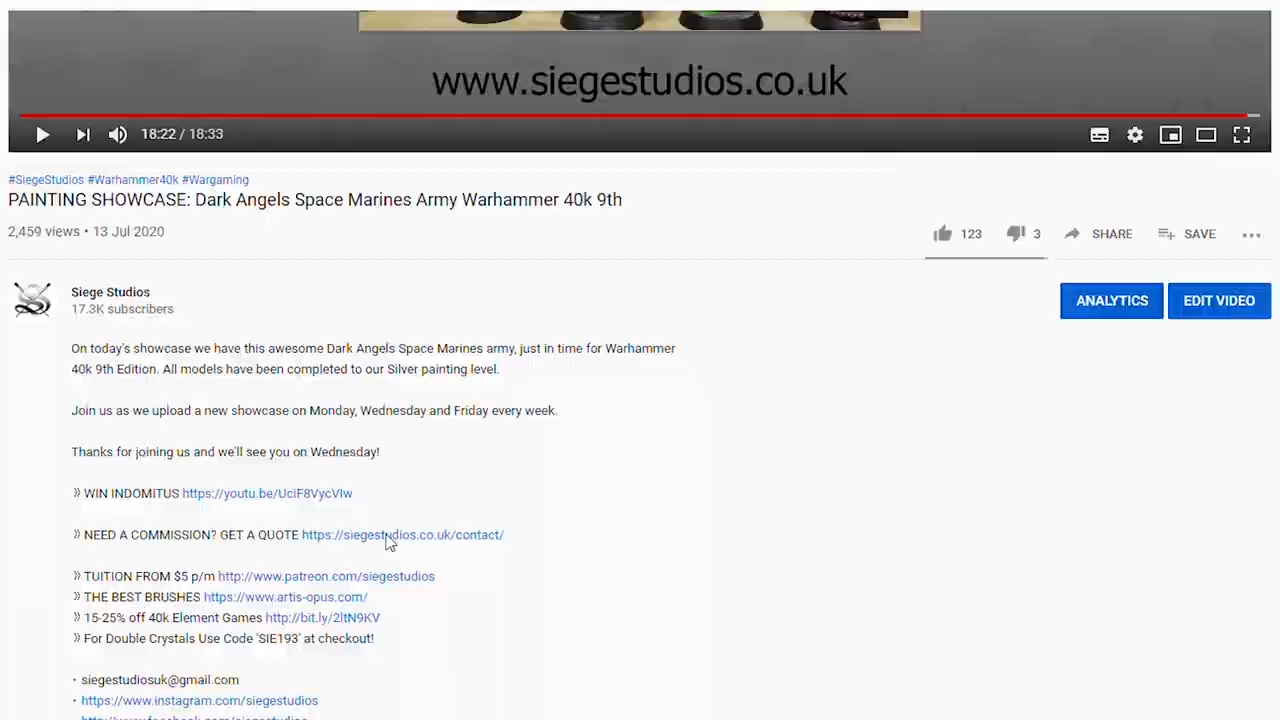 www.siegestudios.co.uk
18:22 / 18:33
#SiegeStudios #Warhammer40k #Wargaming
PAINTING SHOWCASE: Dark Angels Space Marines Army Warhammer 40k 9th
2,459 views • 13 Jul 2020
123 3 SHARE SAVE
Siege Studios
17.3K subscribers
ANALYTICS EDIT VIDEO
On today's showcase we have this awesome Dark Angels Space Marines army, just in time for Warhammer
40k 9th Edition. All models have been completed to our Silver painting level.
Join us as we upload a new showcase on Monday, Wednesday and Friday every week.
Thanks for joining us and we'll see you on Wednesday!
» WIN INDOMITUS https://youtu.be/UciF8VycVIw
» NEED A COMMISSION? GET A QUOTE https://siegestudios.co.uk/contact/
» TUITION FROM $5 p/m http://www.patreon.com/siegestudios
» THE BEST BRUSHES https://www.artis-opus.com/
» 15-25% off 40k Element Games http://bit.ly/2ltN9KV
» For Double Crystals Use Code 'SIE193' at checkout!
• siegestudiosuk@gmail.com
• https://www.instagram.com/siegestudios
• http://www.facebook.com/siegestudios